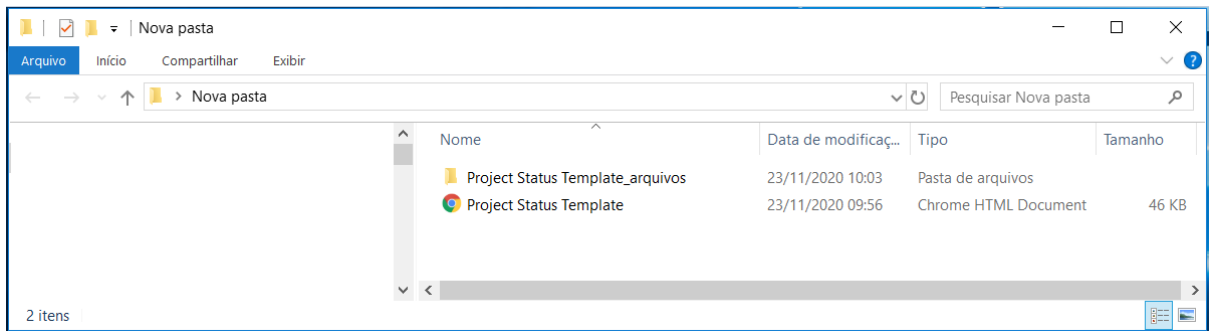 Nova pasta
Arquivo Início Compartilhar Exibir
Nova pasta Pesquisar Nova pasta
Nome Data de modificaç... Tipo Tamanho
Project Status Template_arquivos 23/11/2020 10:03 Pasta de arquivos
Project Status Template 23/11/2020 09:56 Chrome HTML Document 46 KB
2 itens